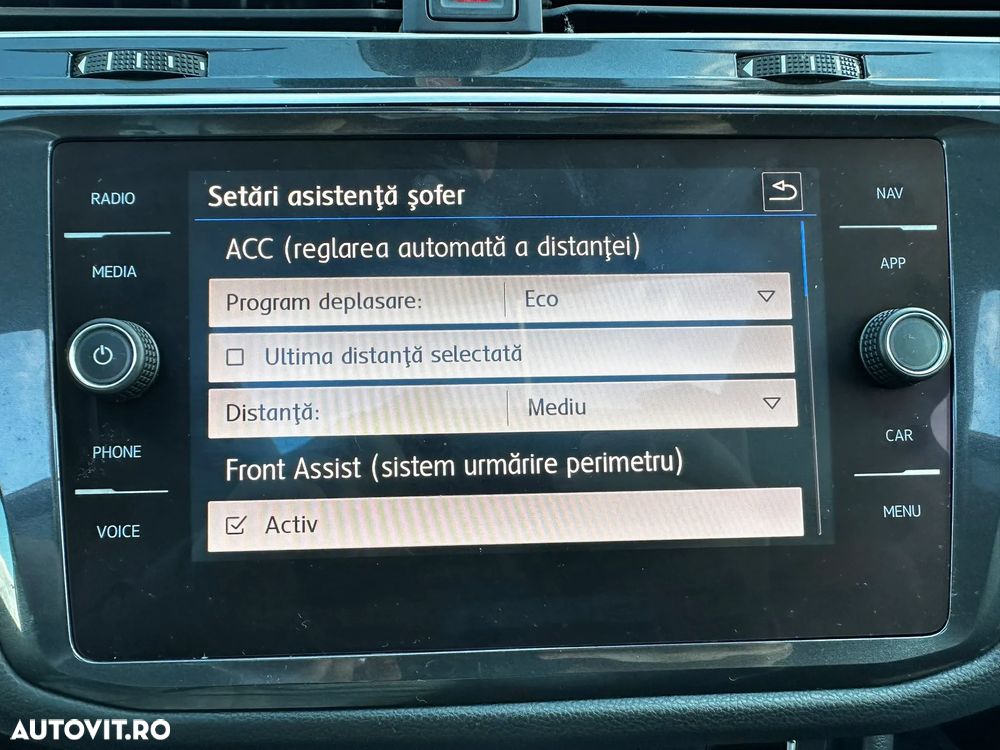 RADIO
MEDIA
PHONE
VOICE
Setări asistenţă şofer
ACC (reglarea automată a distanţei)
Program deplasare: Eco
Ultima distanţă selectată
Distanţă: Mediu
Front Assist (sistem urmărire perimetru)
Activ
NAV
APP
CAR
MENU
AUTOVIT.RO